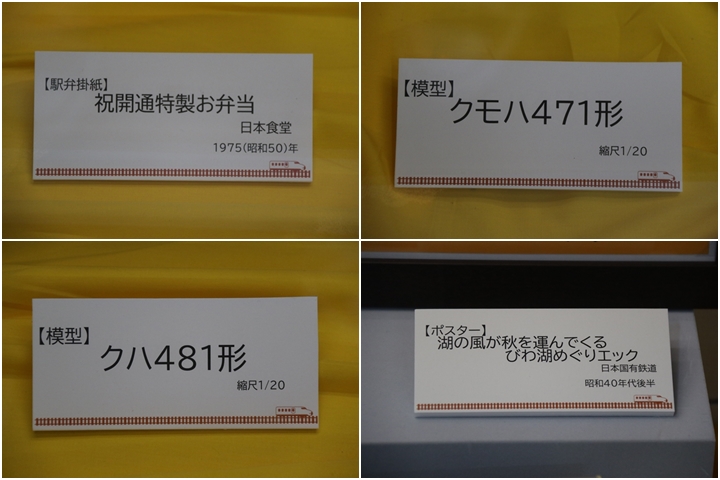 【駅弁掛紙】
祝開通特製お弁当
日本食堂
1975(昭和50)年
【模型】
クモハ471形
縮尺1/20
【模型】
クハ481形
縮尺1/20
【ポスター】
湖の風が秋を運んでくる
びわ湖めぐりエック
日本国有鉄道
昭和40年代後半